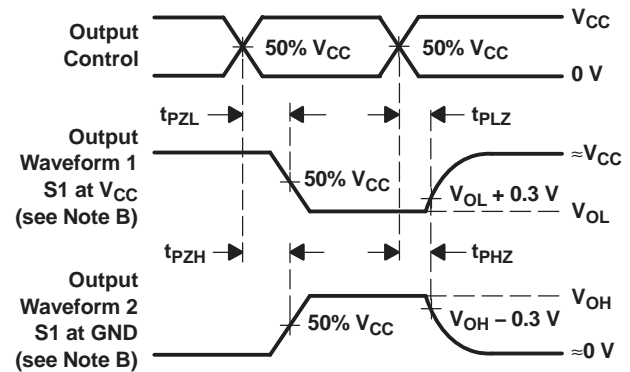 Output
Control
50% VCC
50% VCC
VCC
0 V
tPZL
tPLZ
Output
Waveform 1
S1 at VCC
(see Note B)
50% VCC
≈VCC
VOL + 0.3 V
VOL
tPZH
tPHZ
Output
Waveform 2
S1 at GND
(see Note B)
50% VCC
VOH
VOH – 0.3 V
≈0 V